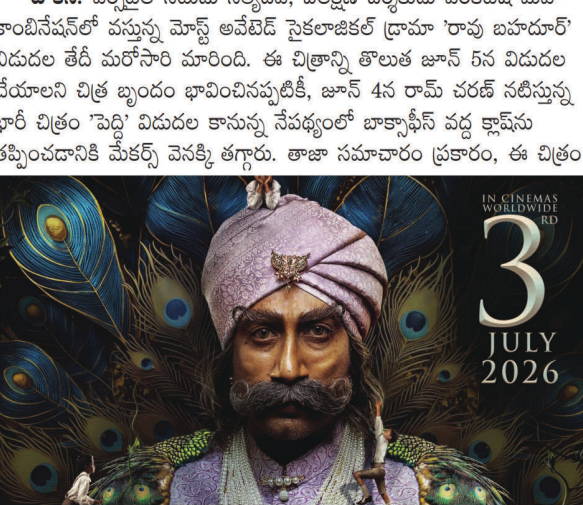 కాంబినేషన్‌లో వస్తున్న మోస్ట్ అవేటెడ్ సైకలాజికల్ డ్రామా 'రావు బహదూర్'
విడుదల తేదీ మరోసారి మారింది. ఈ చిత్రాన్ని తొలుత జూన్ 5న విడుదల
చేయాలని చిత్ర బృందం భావించినప్పటికీ, జూన్ 4న రామ్ చరణ్ నటిస్తున్న
భారీ చిత్రం 'పెద్ది' విడుదల కానున్న నేపథ్యంలో బాక్సాఫీస్ వద్ద క్లాష్‌ను
తప్పించడానికి మేకర్స్ వెనక్కి తగ్గారు. తాజా సమాచారం ప్రకారం, ఈ చిత్రం
IN CINEMAS
WORLDWIDE
3RD
JULY
2026